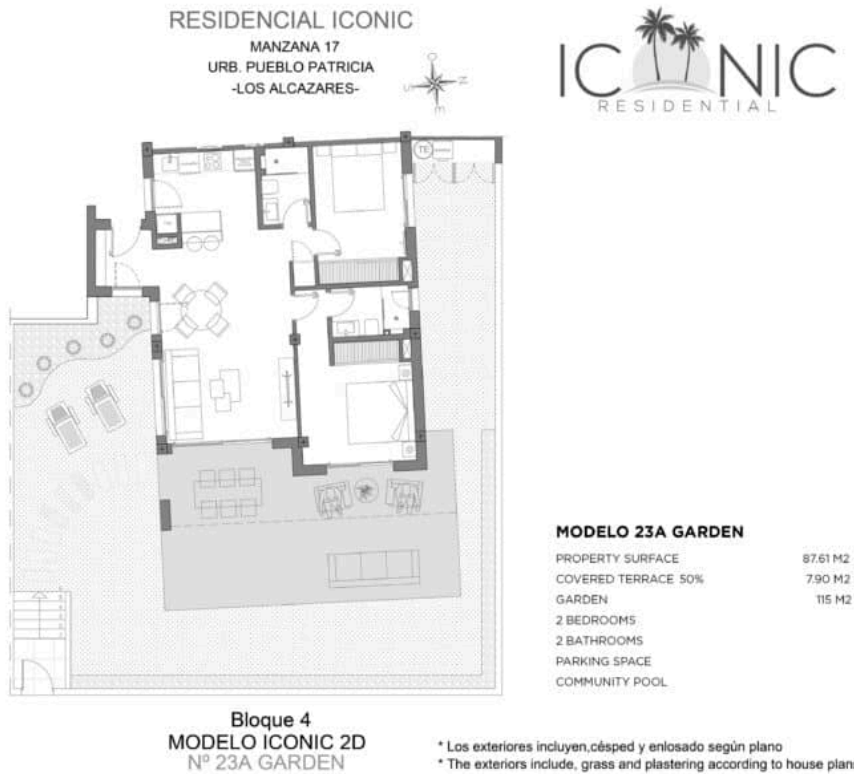 RESIDENCIAL ICONIC
MANZANA 17
URB. PUEBLO PATRICIA
-LOS ALCAZARES-
O
N
S
E
ICONIC
RESIDENTIAL
TE
MODELO 23A GARDEN
PROPERTY SURFACE 87.61 M2
COVERED TERRACE 50% 7.90 M2
GARDEN 115 M2
2 BEDROOMS
2 BATHROOMS
PARKING SPACE
COMMUNITY POOL
Bloque 4
MODELO ICONIC 2D
Nº 23A GARDEN
* Los exteriores incluyen,césped y enlosado según plano
* The exteriors include, grass and plastering according to house plan